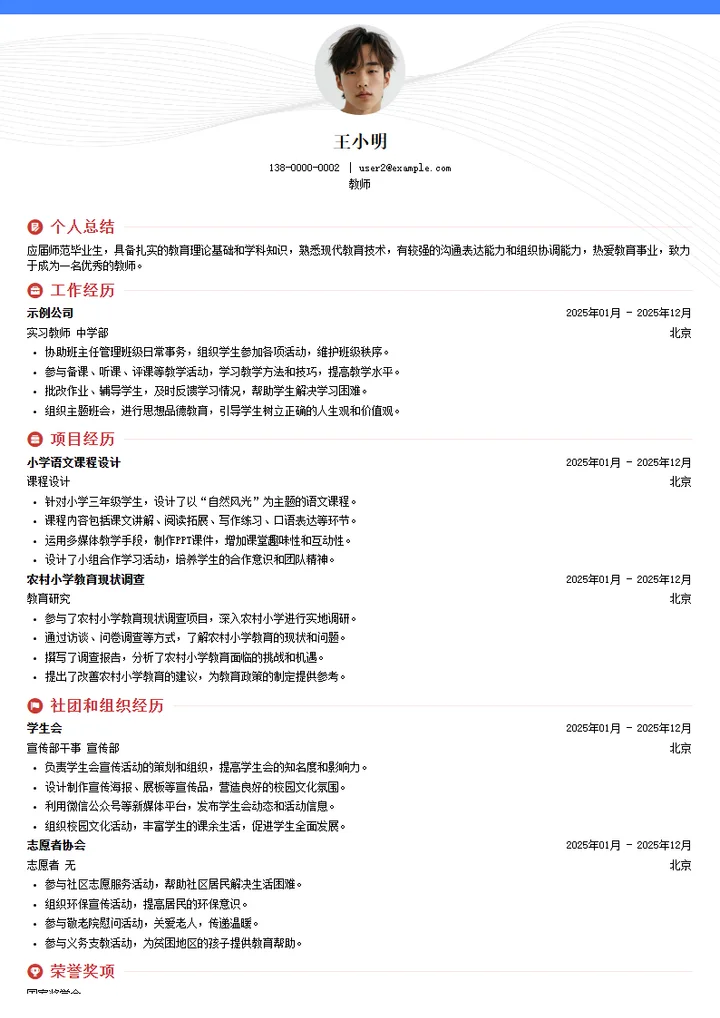 王小明
138-0000-0002 | user2@example.com
教师
个人总结
应届师范毕业生，具备扎实的教育理论基础和学科知识，熟悉现代教育技术，有较强的沟通表达能力和组织协调能力，热爱教育事业，致力
于成为一名优秀的教师。
工作经历
示创公司 2025年01月 - 2025年12月
实习教师 中学部 北京
• 协助班主任管理班级日常事务，组织学生参加各项活动，维护班级秩序。
• 参与备课、听课、评课等教学活动，学习教学方法和技巧，提高教学水平。
• 批改作业、辅导学生，及时反馈学习情况，帮助学生解决学习困难。
• 组织主题班会，进行思想品德教育，引导学生树立正确的人生观和价值观。
项目经历
小学语文课程设计 2025年01月 - 2025年12月
课程设计 北京
• 针对小学三年级学生，设计了以“自然风光”为主题的语文课程。
• 课程内容包括课文讲解、阅读拓展、写作练习、口语表达等环节。
• 运用多媒体教学手段，制作PPT课件，增加课堂趣味性和互动性。
• 设计了小组合作学习活动，培养学生的合作意识和团队精神。
农村小学教育现状调查 2025年01月 - 2025年12月
教育研究 北京
• 参与了农村小学教育现状调查项目，深入农村小学进行实地调研。
• 通过访谈、问卷调查等方式，了解农村小学教育的现状和问题。
• 撰写了调查报告，分析了农村小学教育面临的挑战和机遇。
• 提出了改善农村小学教育的建议，为教育政策的制定提供参考。
社团和组织经历
学生会 2025年01月 - 2025年12月
宣传部干事 宣传部 北京
• 负责学生会宣传活动的策划和组织，提高学生会的知名度和影响力。
• 设计制作宣传海报、展板等宣传品，营造良好的校园文化氛围。
• 利用微信公众号等新媒体平台，发布学生会动态和活动信息。
• 组织校园文化活动，丰富学生的课余生活，促进学生全面发展。
志愿者协会 2025年01月 - 2025年12月
志愿者 无 北京
• 参与社区志愿服务活动，帮助社区居民解决生活困难。
• 组织环保宣传活动，提高居民的环保意识。
• 参与敬老院慰问活动，关爱老人，传递温暖。
• 参与义务支教活动，为贫困地区的孩子提供教育帮助。
荣誉奖项
国家奖学金